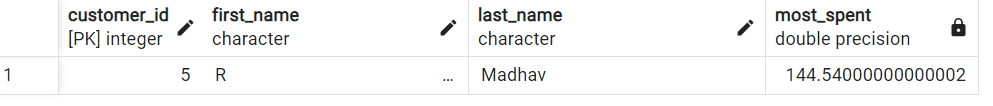 customer_id first_name last_name most_spent
[PK] integer character character double precision
1 5 R ... Madhav 144.54000000000002